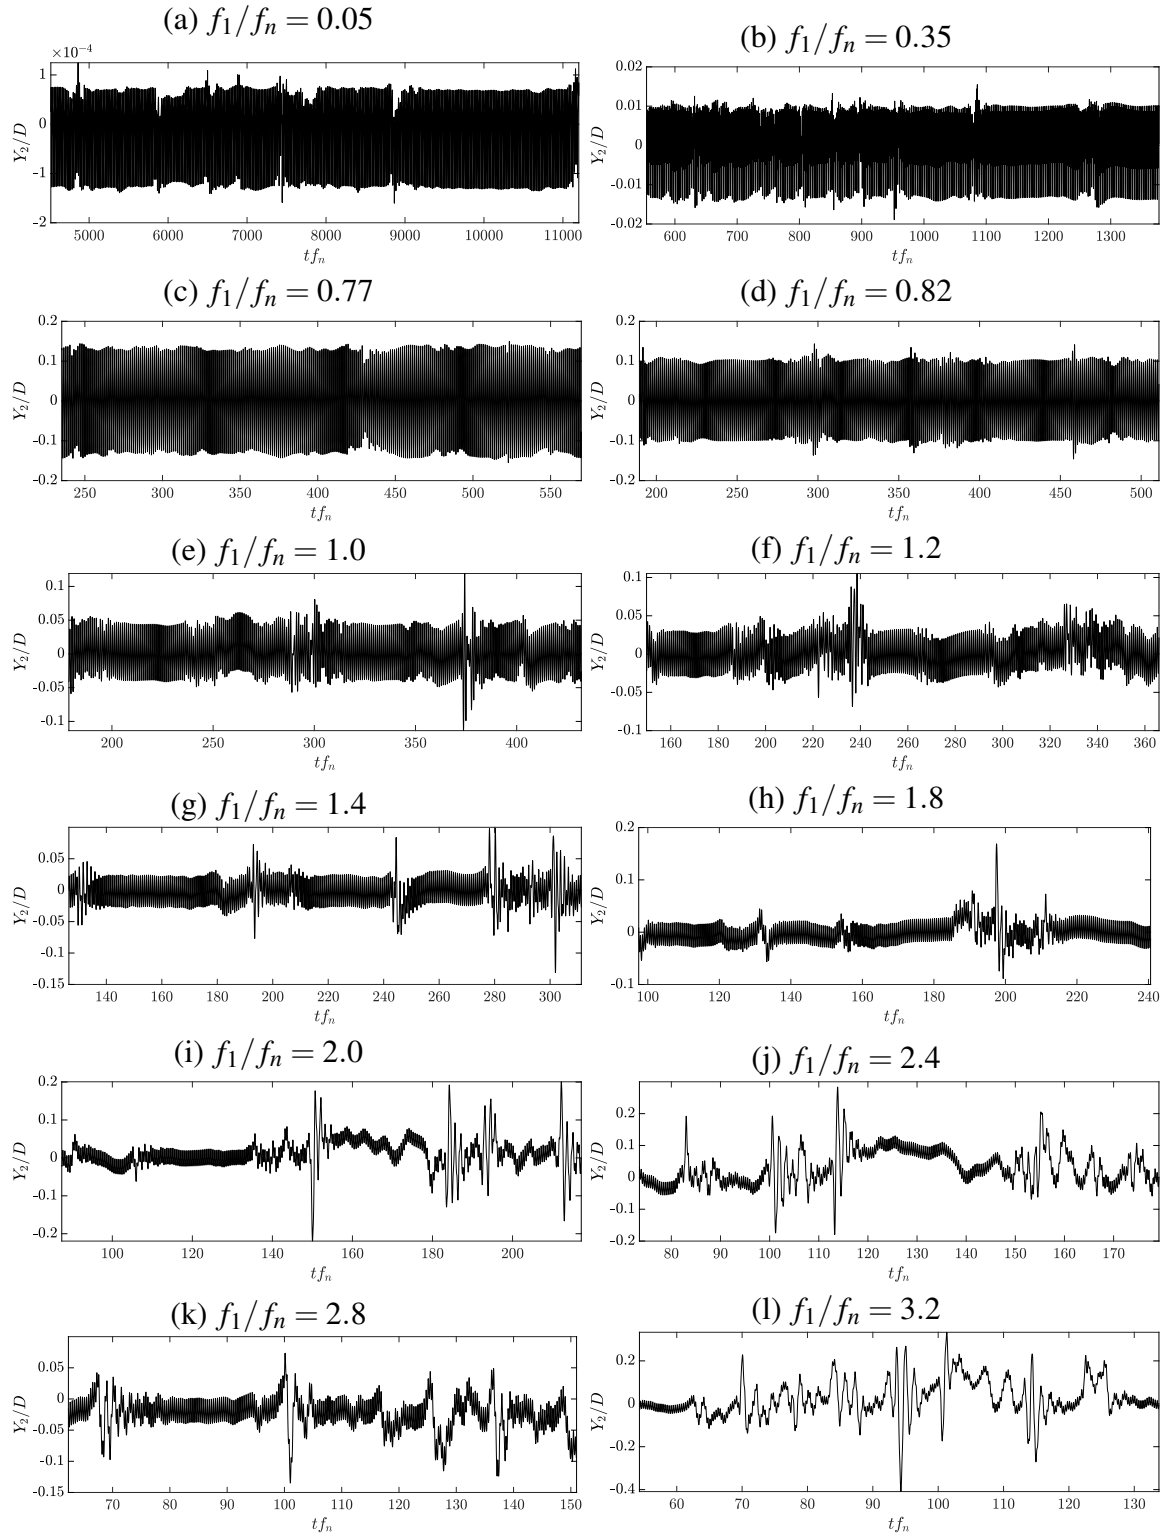 (a) f₁/fₙ = 0.05
×10⁻⁴
1
0
-1
-2
Y₂/D
5000 6000 7000 8000 9000 10000 11000
tfₙ
(b) f₁/fₙ = 0.35
0.02
0.01
0
-0.01
-0.02
Y₂/D
600 700 800 900 1000 1100 1200 1300
tfₙ
(c) f₁/fₙ = 0.77
0.2
0.1
0
-0.1
-0.2
Y₂/D
250 300 350 400 450 500 550
tfₙ
(d) f₁/fₙ = 0.82
0.2
0.1
0
-0.1
-0.2
Y₂/D
200 250 300 350 400 450 500
tfₙ
(e) f₁/fₙ = 1.0
0.1
0.05
0
-0.05
-0.1
Y₂/D
200 250 300 350 400
tfₙ
(f) f₁/fₙ = 1.2
0.1
0.05
0
-0.05
-0.1
Y₂/D
160 180 200 220 240 260 280 300 320 340 360
tfₙ
(g) f₁/fₙ = 1.4
0.05
0
-0.05
-0.1
-0.15
Y₂/D
140 160 180 200 220 240 260 280 300
tfₙ
(h) f₁/fₙ = 1.8
0.2
0.1
0
-0.1
Y₂/D
100 120 140 160 180 200 220 240
tfₙ
(i) f₁/fₙ = 2.0
0.2
0.1
0
-0.1
-0.2
Y₂/D
100 120 140 160 180 200
tfₙ
(j) f₁/fₙ = 2.4
0.2
0.1
0
-0.1
-0.2
Y₂/D
80 90 100 110 120 130 140 150 160 170
tfₙ
(k) f₁/fₙ = 2.8
0.05
0
-0.05
-0.1
-0.15
Y₂/D
70 80 90 100 110 120 130 140 150
tfₙ
(l) f₁/fₙ = 3.2
0.2
0
-0.2
-0.4
Y₂/D
60 70 80 90 100 110 120 130
tfₙ